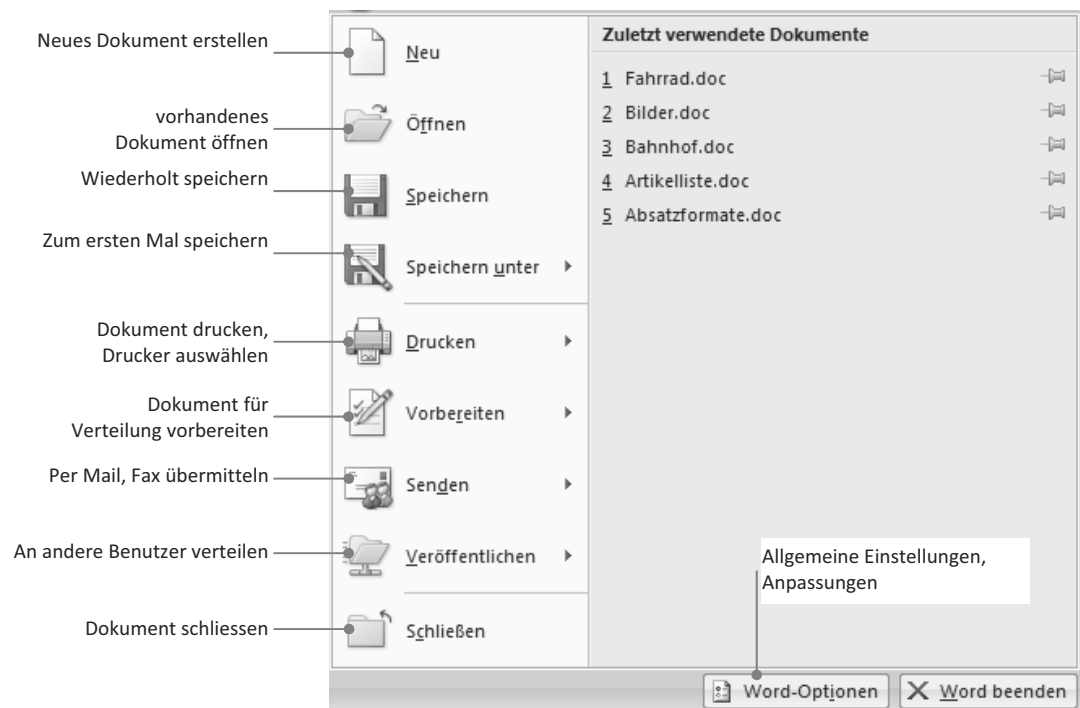 Neues Dokument erstellen
vorhandenes
Dokument öffnen
Wiederholt speichern
Zum ersten Mal speichern
Dokument drucken,
Drucker auswählen
Dokument für
Verteilung vorbereiten
Per Mail, Fax übermitteln
An andere Benutzer verteilen
Dokument schliessen
Neu
Öffnen
Speichern
Speichern unter
Drucken
Vorbereiten
Senden
Veröffentlichen
Schließen
Zuletzt verwendete Dokumente
1 Fahrrad.doc
2 Bilder.doc
3 Bahnhof.doc
4 Artikelliste.doc
5 Absatzformate.doc
Allgemeine Einstellungen,
Anpassungen
Word-Optionen
Word beenden